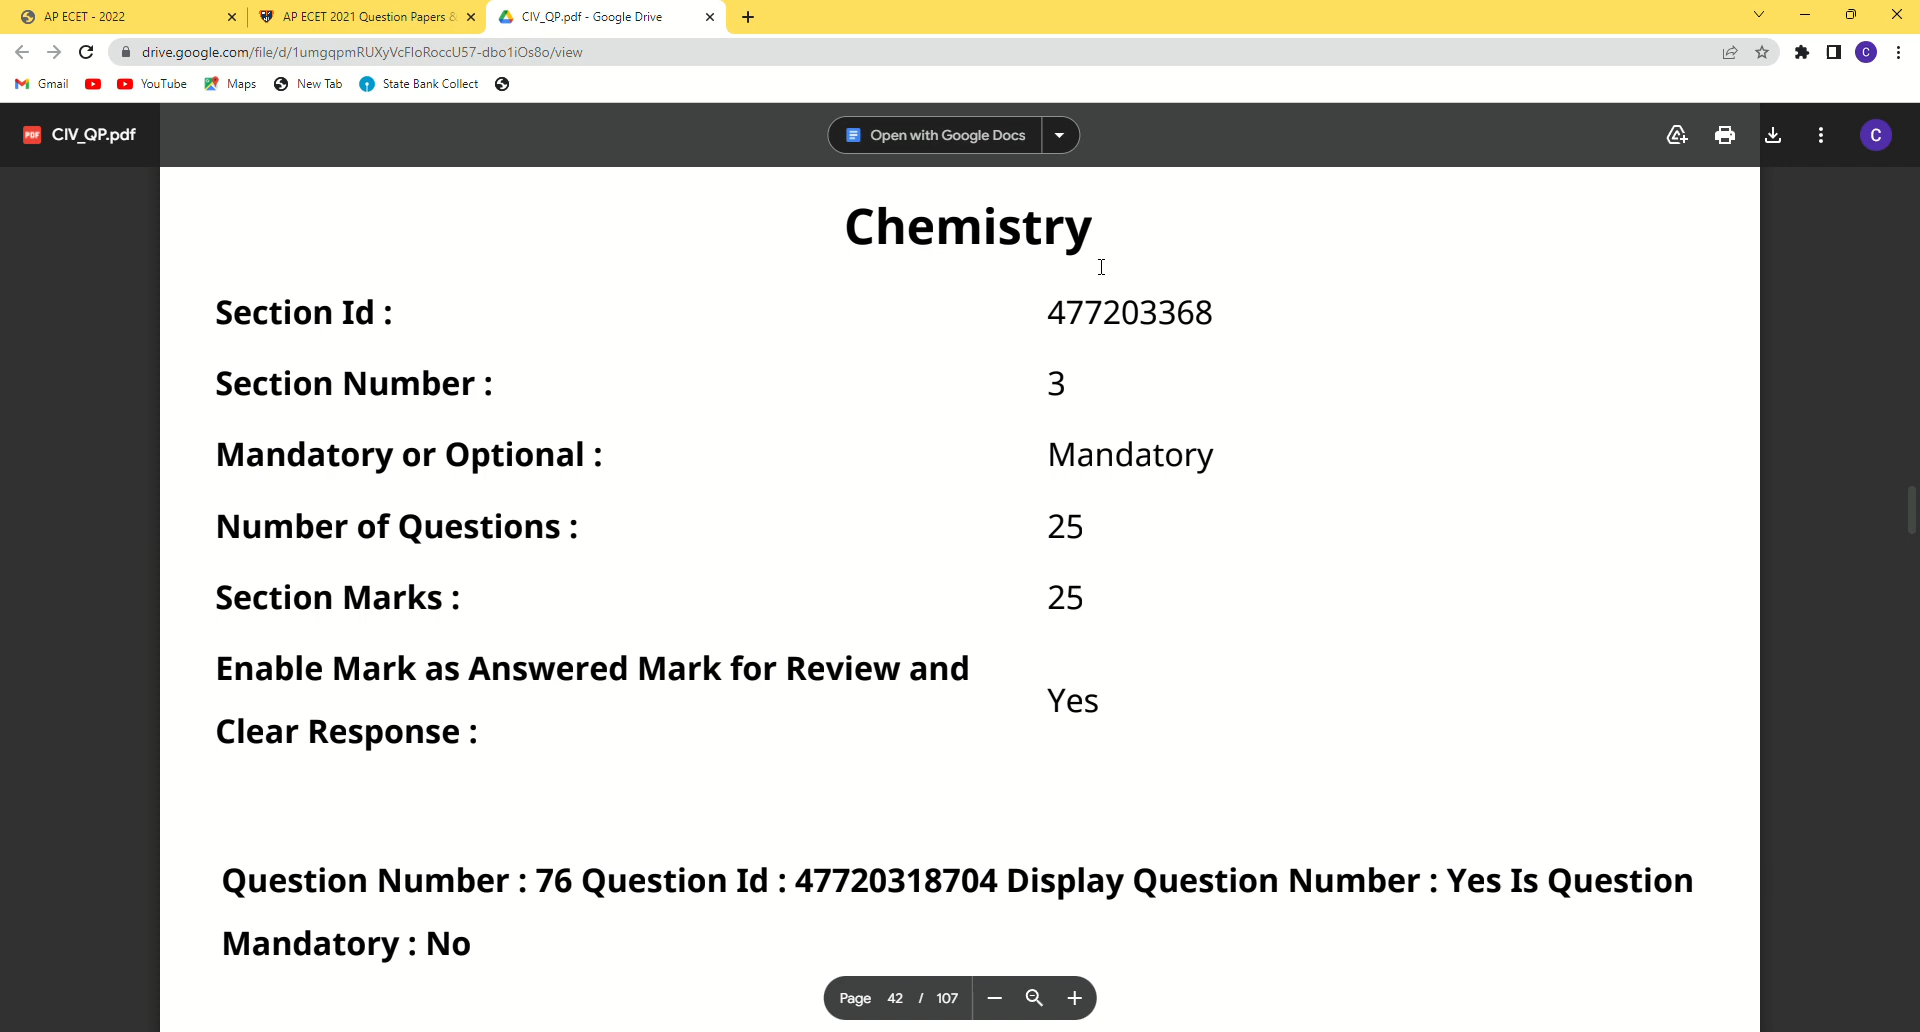 AP ECET - 2022
AP ECET 2021 Question Papers &
CIV_QP.pdf - Google Drive
drive.google.com/file/d/1umgqpmRUXyVcFIoRoccU57-dbo1iOs8o/view
C
Gmail
YouTube
Maps
New Tab
State Bank Collect
PDF
CIV_QP.pdf
Open with Google Docs
C
Chemistry
Section Id : 477203368
Section Number : 3
Mandatory or Optional : Mandatory
Number of Questions : 25
Section Marks : 25
Enable Mark as Answered Mark for Review and
Clear Response :
Yes
Question Number : 76 Question Id : 47720318704 Display Question Number : Yes Is Question
Mandatory : No
Page 42 / 107